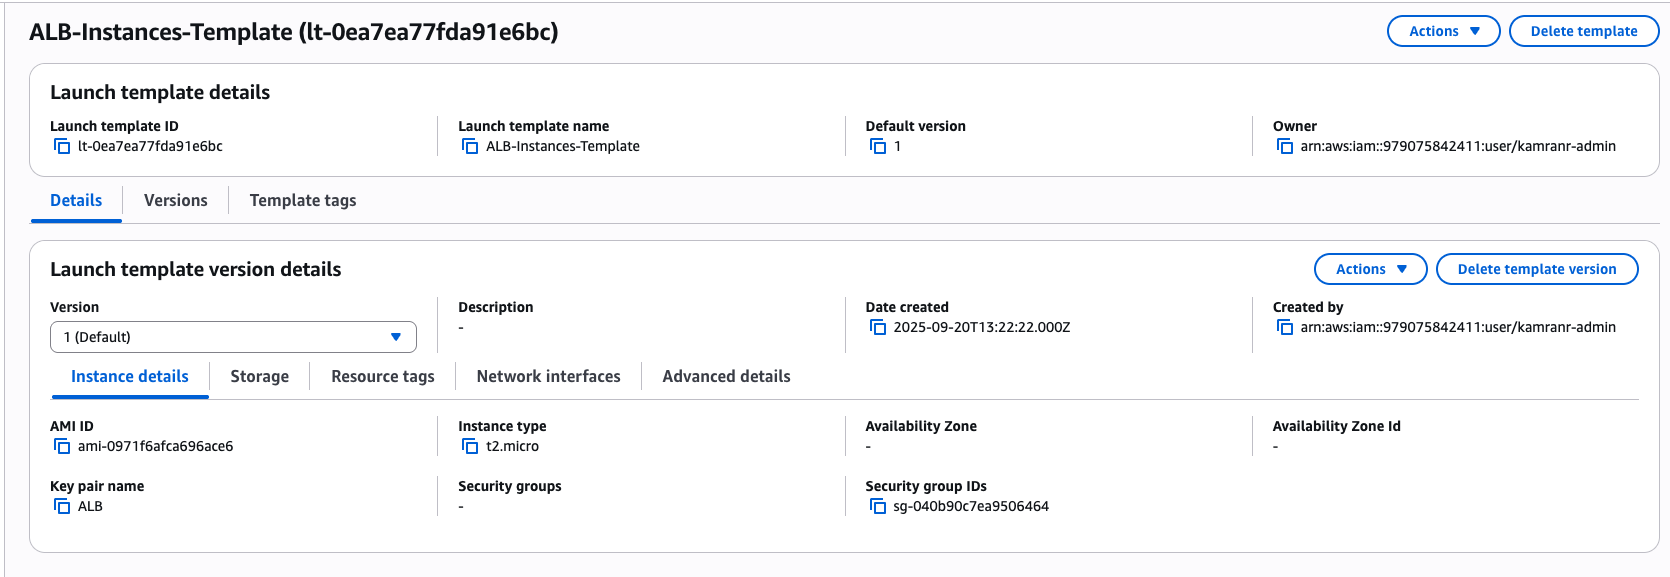 ALB-Instances-Template (lt-0ea7ea77fda91e6bc)
Actions
Delete template
Launch template details
Launch template ID
lt-0ea7ea77fda91e6bc
Launch template name
ALB-Instances-Template
Default version
1
Owner
arn:aws:iam::979075842411:user/kamranr-admin
Details
Versions
Template tags
Launch template version details
Actions
Delete template version
Version
1 (Default)
Description
-
Date created
2025-09-20T13:22:22.000Z
Created by
arn:aws:iam::979075842411:user/kamranr-admin
Instance details
Storage
Resource tags
Network interfaces
Advanced details
AMI ID
ami-0971f6afca696ace6
Instance type
t2.micro
Availability Zone
-
Availability Zone Id
-
Key pair name
ALB
Security groups
-
Security group IDs
sg-040b90c7ea9506464